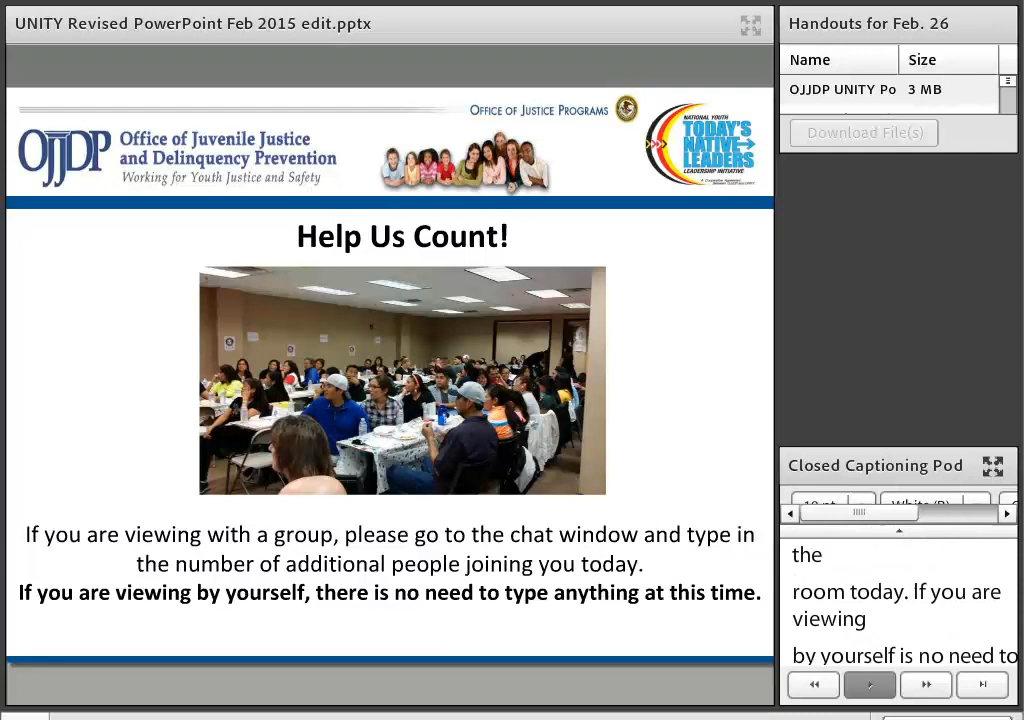 UNITY Revised PowerPoint Feb 2015 edit.pptx
OFFICE OF JUSTICE PROGRAMS
OJJDP
Office of Juvenile Justice
and Delinquency Prevention
Working for Youth Justice and Safety
NATIONAL YOUTH
TODAY'S
NATIVE
LEADERS
LEADERSHIP INITIATIVE
Help Us Count!
If you are viewing with a group, please go to the chat window and type in
the number of additional people joining you today.
If you are viewing by yourself, there is no need to type anything at this time.
Handouts for Feb. 26
Name Size
OJJDP UNITY Po 3 MB
Download File(s)
Closed Captioning Pod
the
room today. If you are
viewing
by yourself is no need to